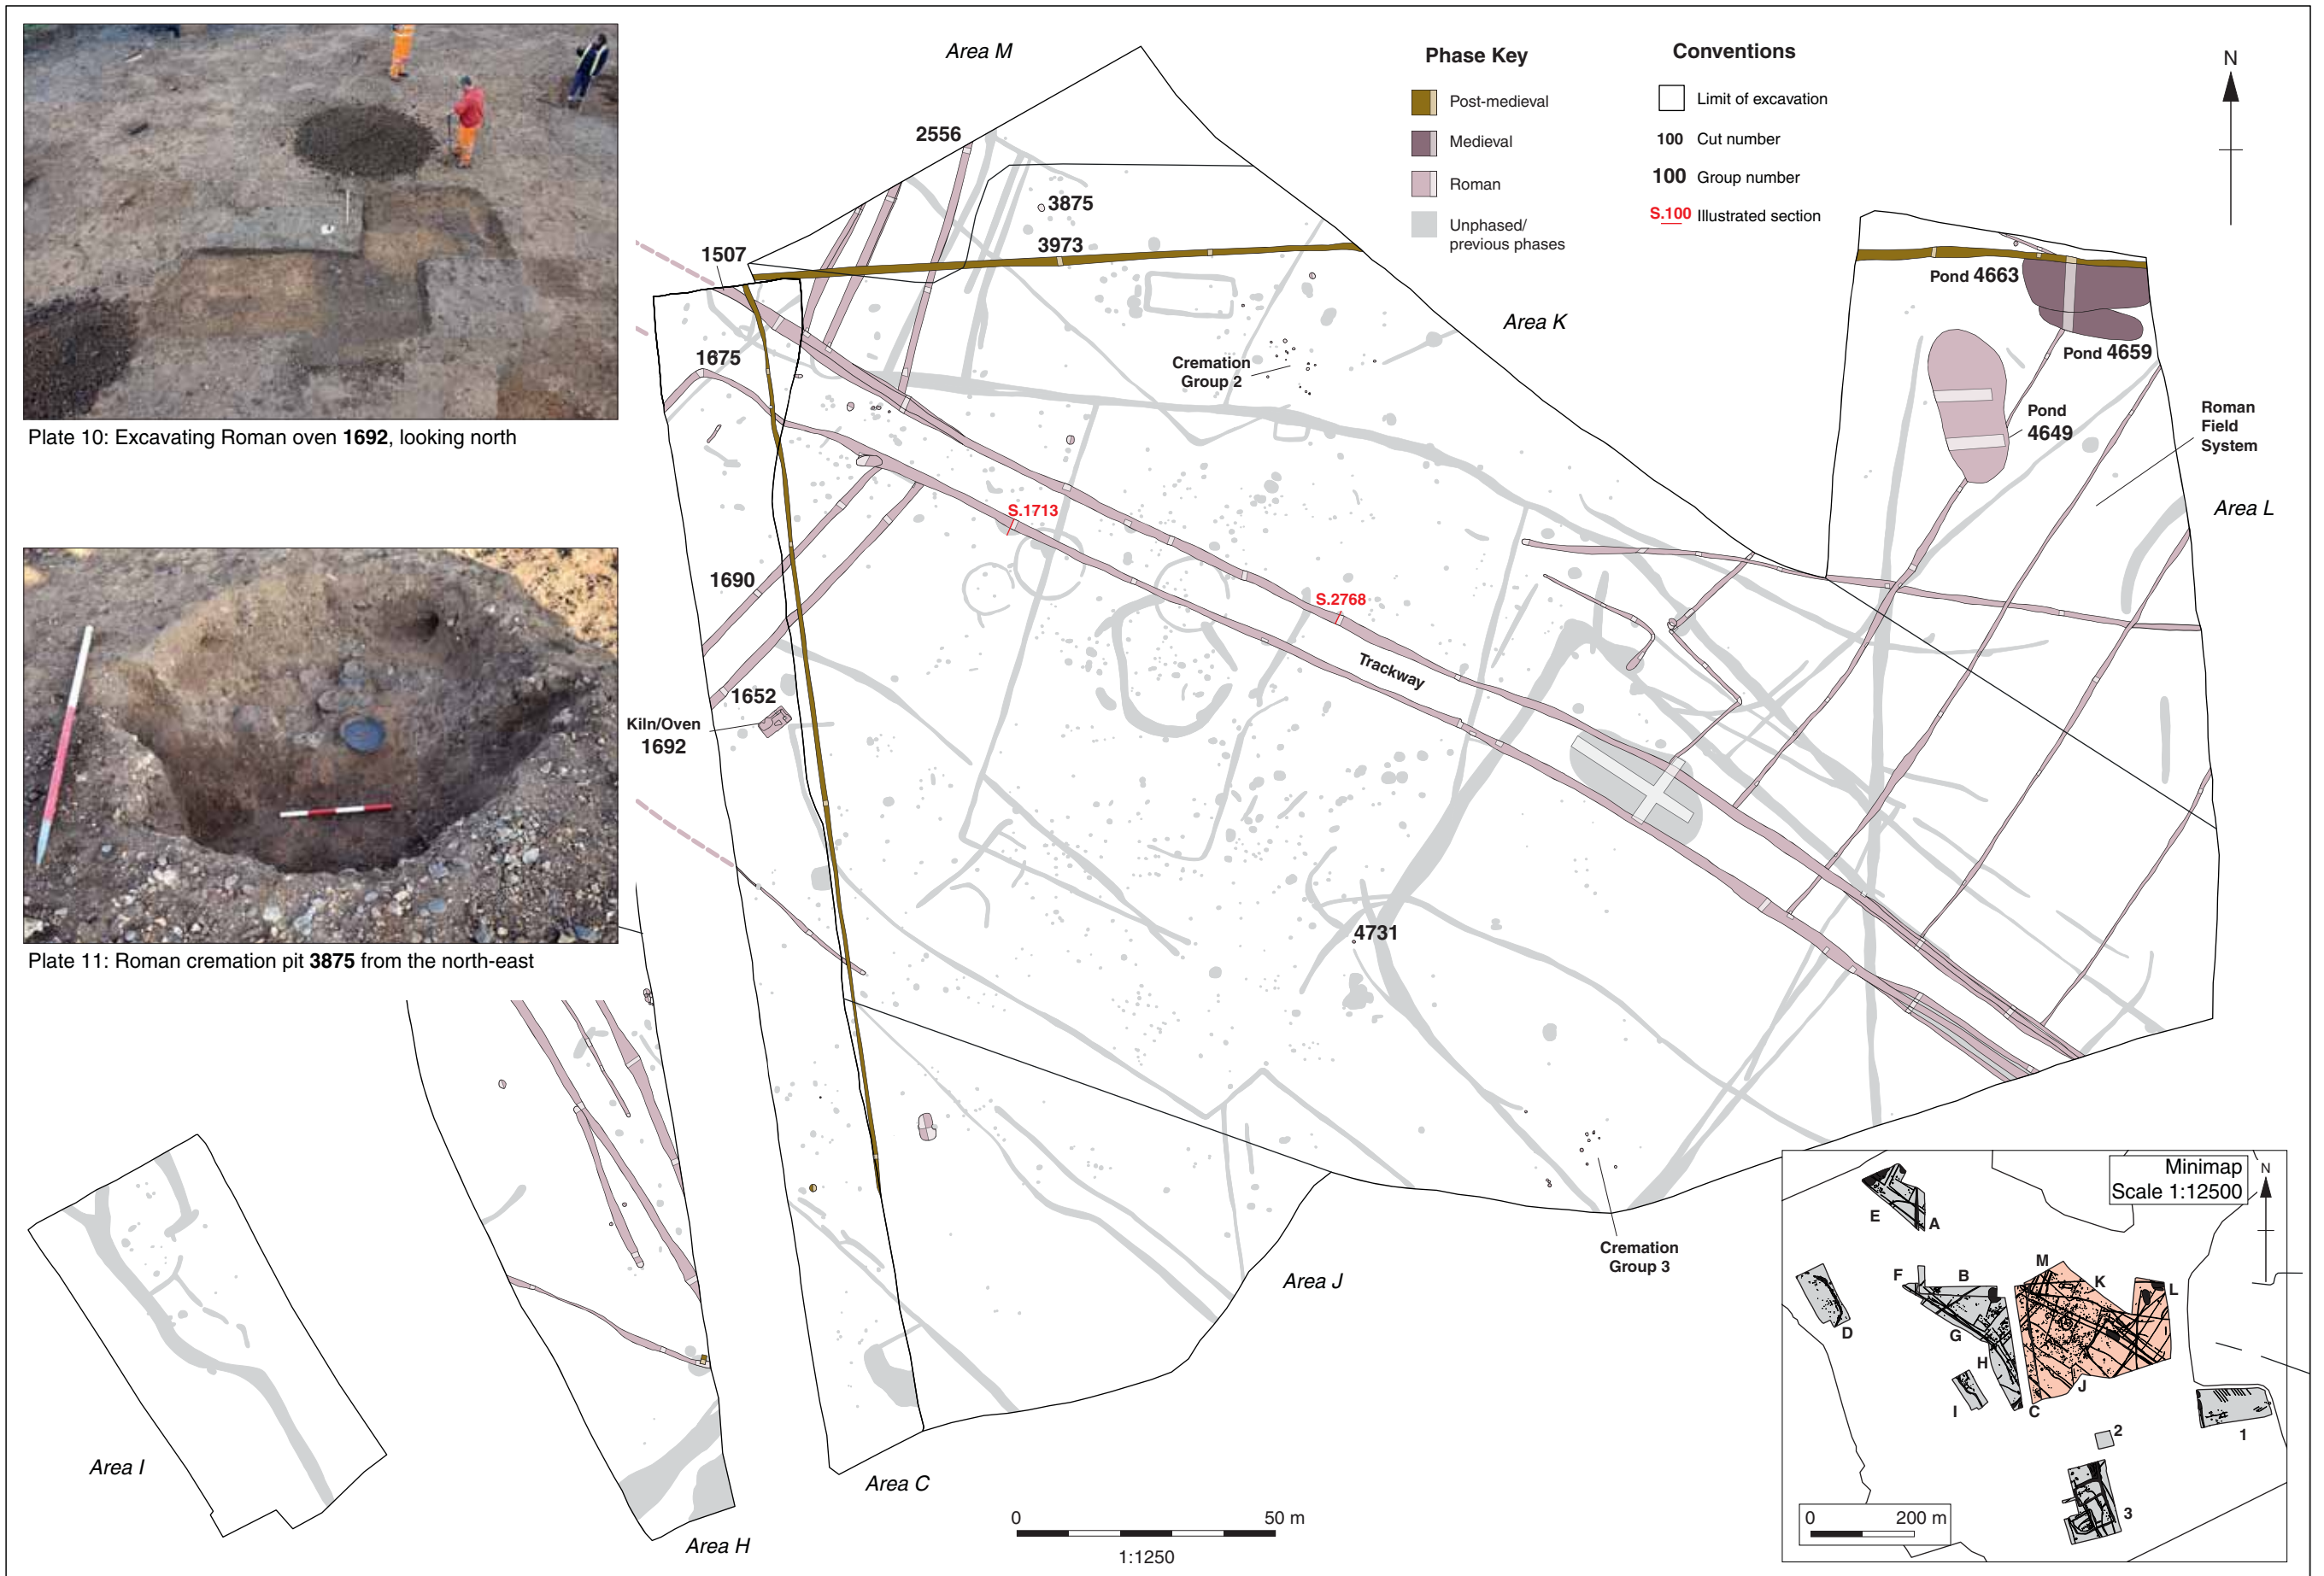 Plate 10: Excavating Roman oven 1692, looking north
Plate 11: Roman cremation pit 3875 from the north-east
Area M
2556
3875
3973
1507
1675
1690
1652
Kiln/Oven
1692
Cremation
Group 2
Area K
S.1713
S.2768
Trackway
4731
Cremation
Group 3
Area J
Area C
Area H
Area I
0 50 m
1:1250
Phase Key
Post-medieval
Medieval
Roman
Unphased/
previous phases
Conventions
Limit of excavation
100 Cut number
100 Group number
S.100 Illustrated section
N
Pond 4663
Pond 4659
Pond
4649
Roman
Field
System
Area L
Minimap
Scale 1:12500
N
E
A
D
F
B
G
H
I
C
M
K
L
J
1
2
3
0 200 m